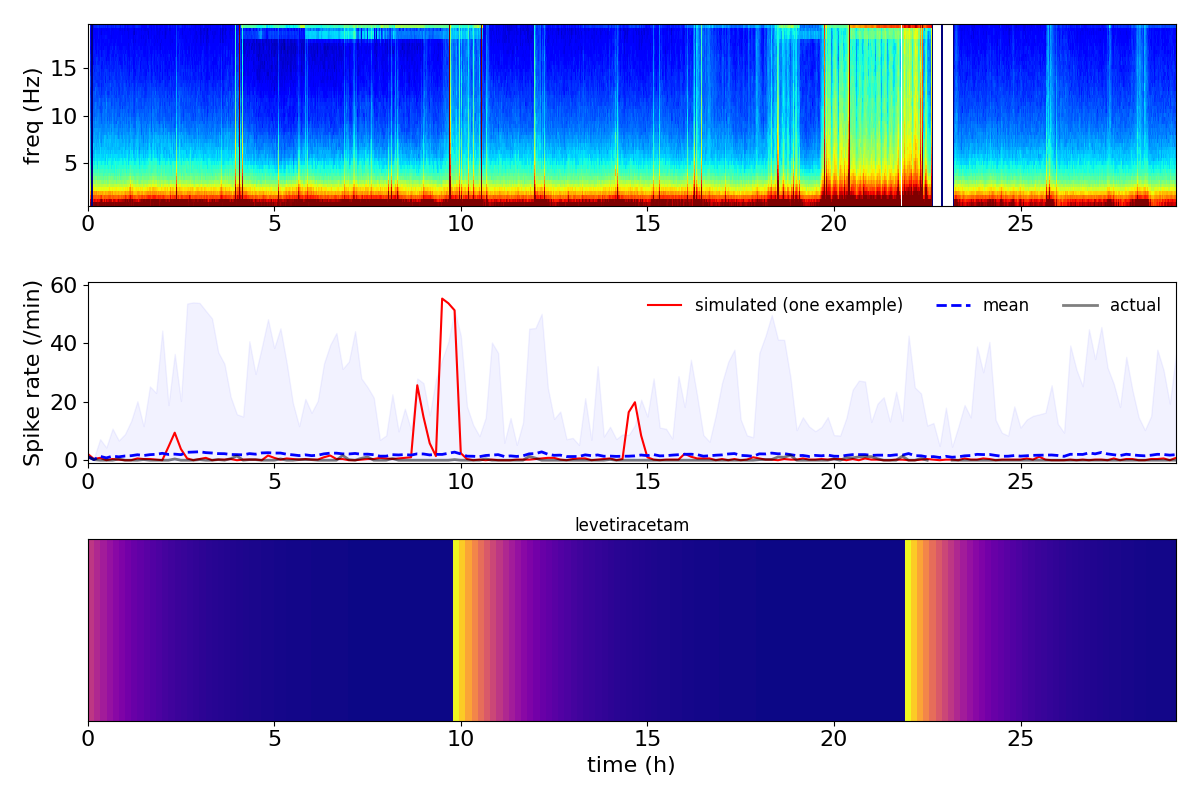 freq (Hz)
15
10
5
0 5 10 15 20 25
Spike rate (/min)
60
40
20
0
simulated (one example) mean actual
0 5 10 15 20 25
levetiracetam
0 5 10 15 20 25
time (h)